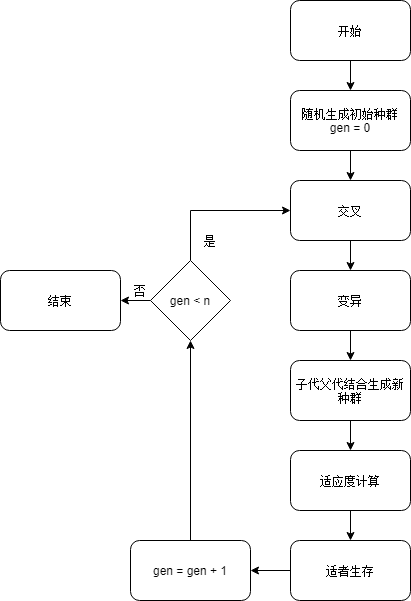 开始
随机生成初始种群
gen = 0
交叉
是
gen < n
否
结束
变异
子代父代结合生成新
种群
适应度计算
适者生存
gen = gen + 1